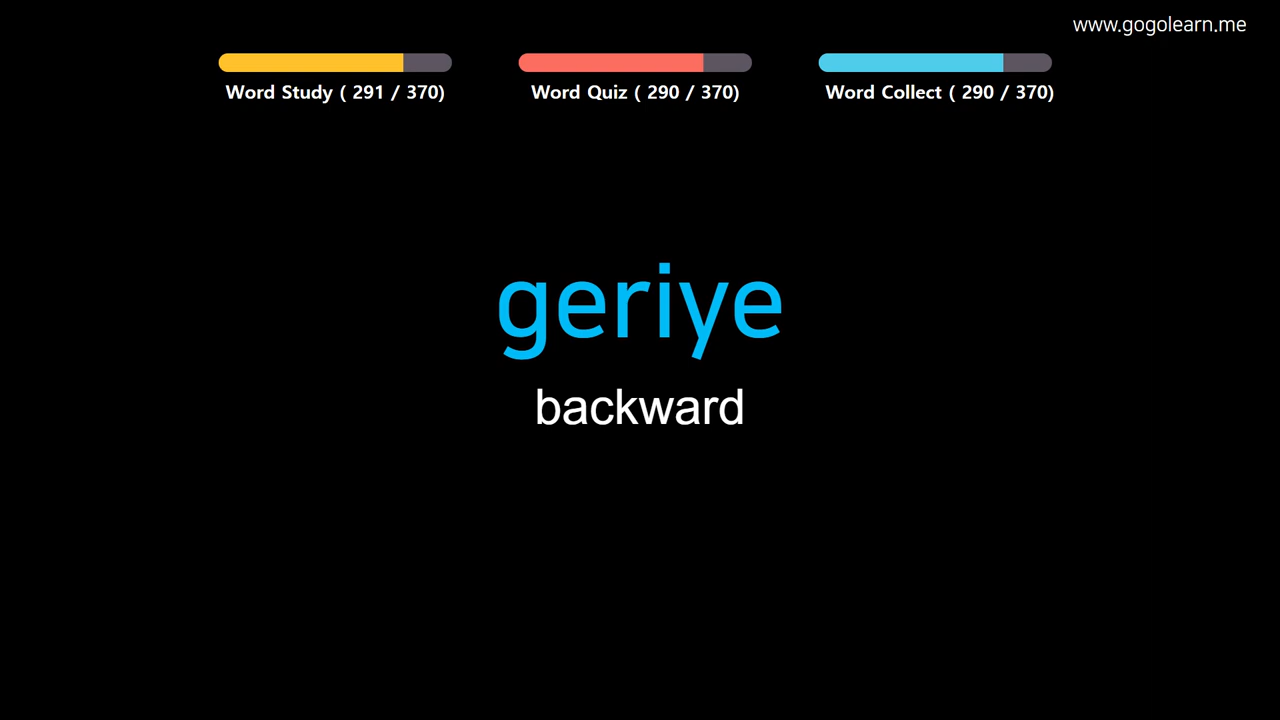 www.gogolearn.me
Word Study ( 291 / 370)
Word Quiz ( 290 / 370)
Word Collect ( 290 / 370)
geriye
backward